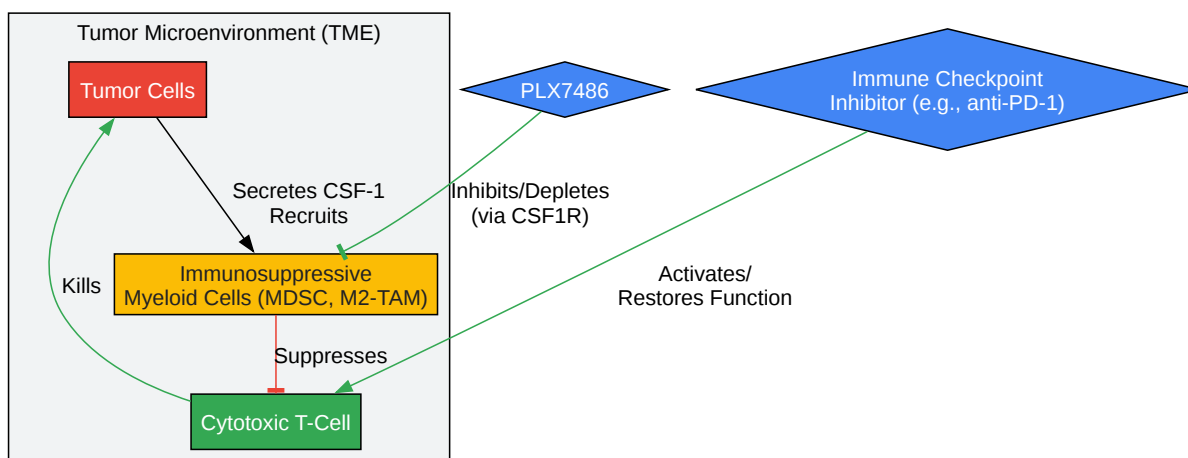 Tumor Microenvironment (TME)
Tumor Cells
PLX7486
Immune Checkpoint
Inhibitor (e.g., anti-PD-1)
Secretes CSF-1
Recruits
Inhibits/Depletes
(via CSF1R)
Immunosuppressive
Myeloid Cells (MDSC, M2-TAM)
Kills
Activates/
Restores Function
Suppresses
Cytotoxic T-Cell